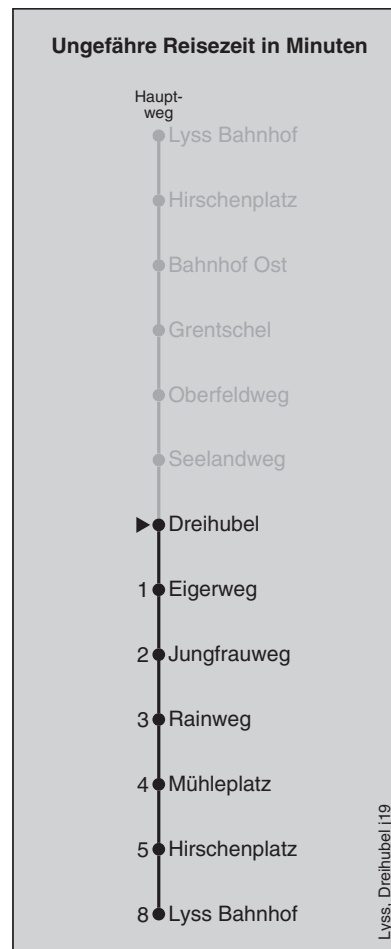 Ungefähre Reisezeit in Minuten
Haupt-
weg
Lyss Bahnhof
Hirschenplatz
Bahnhof Ost
Grentschel
Oberfeldweg
Seelandweg
Dreihubel
1 Eigerweg
2 Jungfrauweg
3 Rainweg
4 Mühleplatz
5 Hirschenplatz
8 Lyss Bahnhof
Lyss, Dreihubel j19